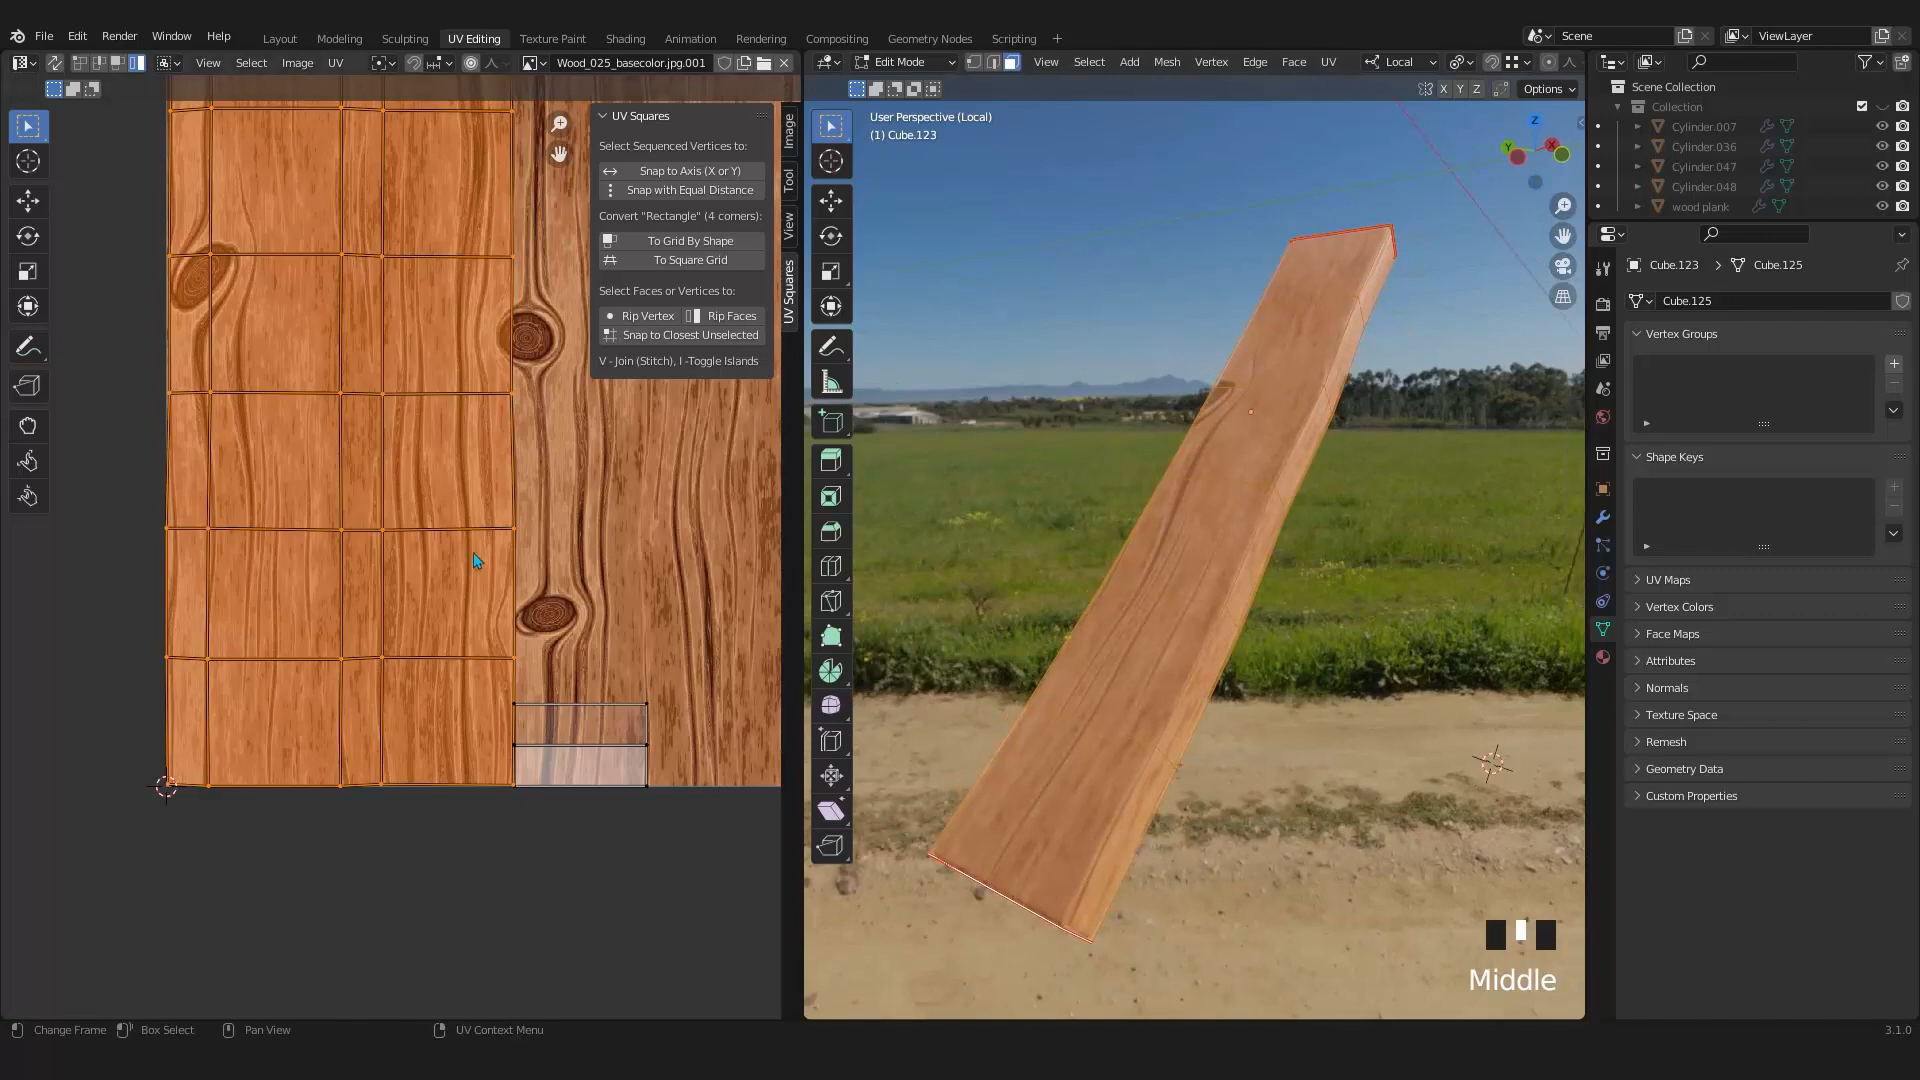 File Edit Render Window Help
Layout Modeling Sculpting UV Editing Texture Paint Shading Animation Rendering Compositing Geometry Nodes Scripting +
Scene
ViewLayer
View Select Image UV
Wood_025_basecolor.jpg.001
Edit Mode
View Select Add Mesh Vertex Edge Face UV
Local
X Y Z
Options
UV Squares
Select Sequenced Vertices to:
Snap to Axis (X or Y)
Snap with Equal Distance
Convert "Rectangle" (4 corners):
To Grid By Shape
To Square Grid
Select Faces or Vertices to:
Rip Vertex Rip Faces
Snap to Closest Unselected
V - Join (Stitch), I -Toggle Islands
Image
Tool
View
UV Squares
User Perspective (Local)
(1) Cube.123
Z
Y
X
Scene Collection
Collection
Cylinder.007
Cylinder.036
Cylinder.047
Cylinder.048
wood plank
Cube.123 > Cube.125
Cube.125
Vertex Groups
Shape Keys
UV Maps
Vertex Colors
Face Maps
Attributes
Normals
Texture Space
Remesh
Geometry Data
Custom Properties
Middle
Change Frame Box Select Pan View UV Context Menu
3.1.0